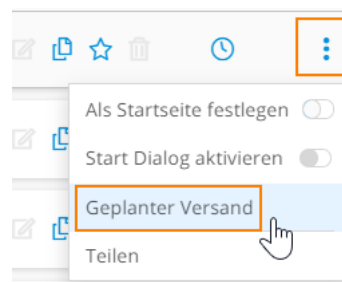 Als Startseite festlegen
Start Dialog aktivieren
Geplanter Versand
Teilen